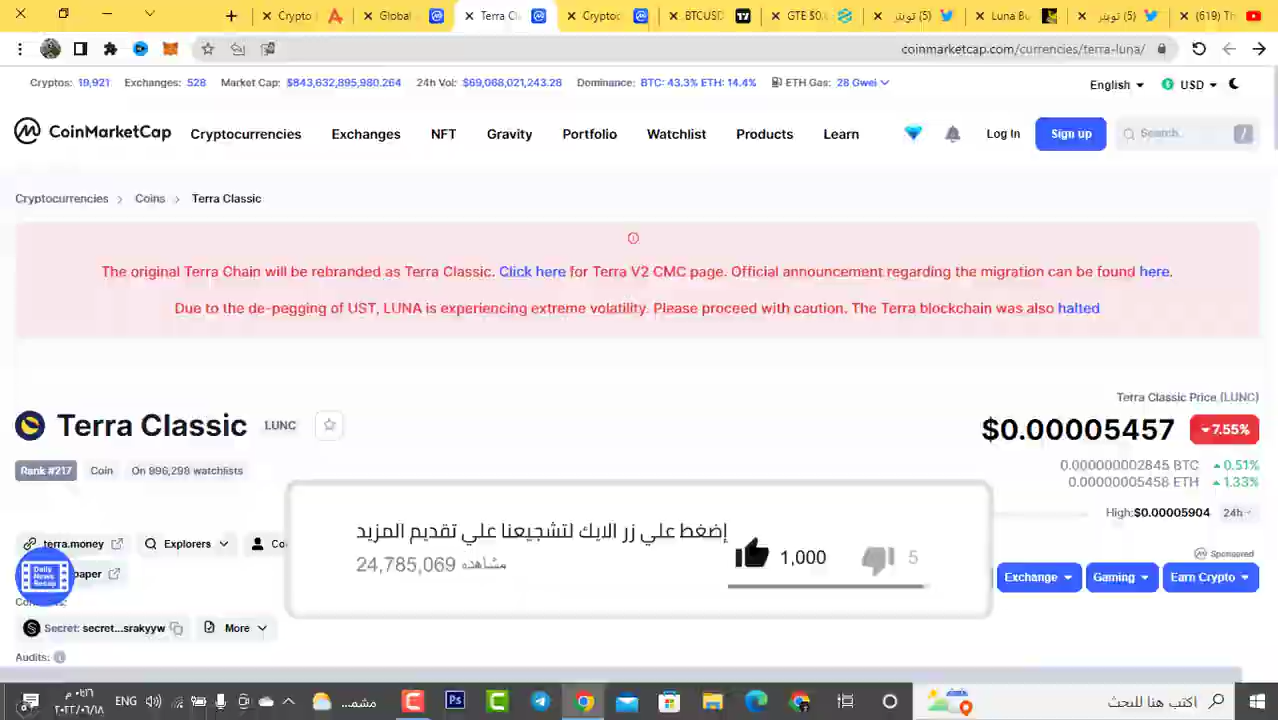 Crypto
Global
Terra Cl
Cryptoc
BTCUSD
GTE $0.
(5) تويتر
Luna Bu
(5) تويتر
(619) Th
coinmarketcap.com/currencies/terra-luna/
Cryptos: 19,921 Exchanges: 528 Market Cap: $843,632,895,980.264 24h Vol: $69,068,021,243.28 Dominance: BTC: 43.3% ETH: 14.4% ETH Gas: 28 Gwei
English USD
CoinMarketCap Cryptocurrencies Exchanges NFT Gravity Portfolio Watchlist Products Learn Log In Sign up Search /
Cryptocurrencies > Coins > Terra Classic
The original Terra Chain will be rebranded as Terra Classic. Click here for Terra V2 CMC page. Official announcement regarding the migration can be found here.
Due to the de-pegging of UST, LUNA is experiencing extreme volatility. Please proceed with caution. The Terra blockchain was also halted
Terra Classic LUNC
Terra Classic Price (LUNC)
$0.00005457 7.55%
Rank #217 Coin On 896,298 watchlists
0.000000002845 BTC 0.51%
0.00000005458 ETH 1.33%
High:$0.00005904 24h
terra.money Explorers Co
إضغط علي زر الايك لتشجيعنا علي تقديم المزيد
24,785,069 مشاهده
1,000
5
Sponsored
Exchange Gaming Earn Crypto
Daily
News
Recap
paper
Secret: secret...srakyyw More
Audits:
ENG
مشمس...
اكتب هنا للبحث